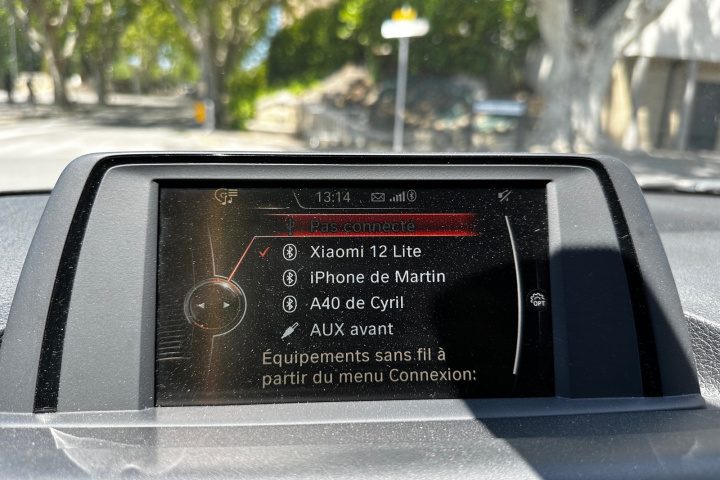 13:14
Pas connecté
Xiaomi 12 Lite
iPhone de Martin
A40 de Cyril
AUX avant
OPT
Équipements sans fil à
partir du menu Connexion: